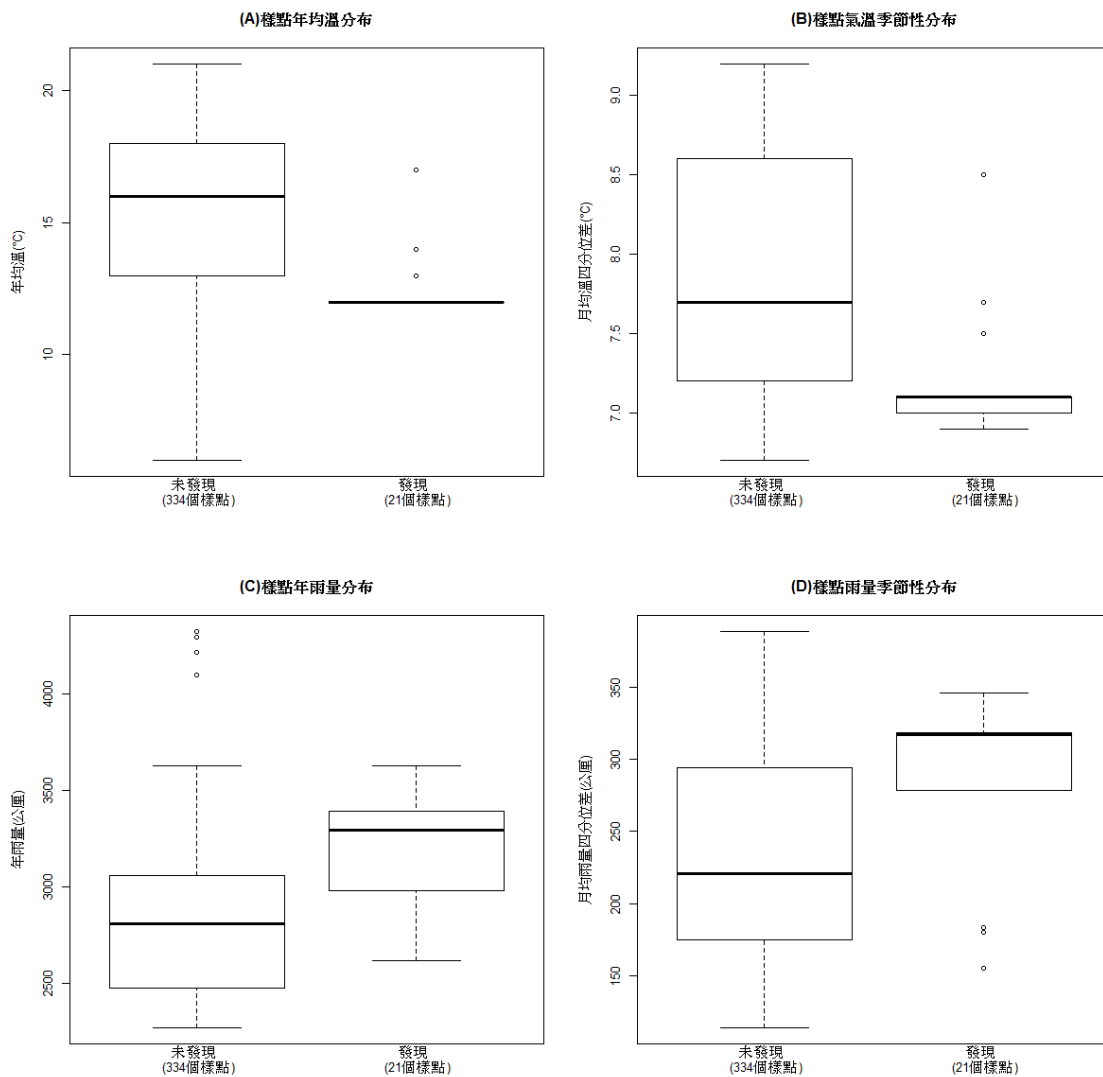 (A)樣點年均溫分布
年均溫(°C)
20
15
10
未發現
(334個樣點)
發現
(21個樣點)
(B)樣點氣溫季節性分布
月均溫四分位差(°C)
9.0
8.5
8.0
7.5
7.0
未發現
(334個樣點)
發現
(21個樣點)
(C)樣點年雨量分布
年雨量(公厘)
4000
3500
3000
2500
未發現
(334個樣點)
發現
(21個樣點)
(D)樣點雨量季節性分布
月均雨量四分位差(公厘)
350
300
250
200
150
未發現
(334個樣點)
發現
(21個樣點)